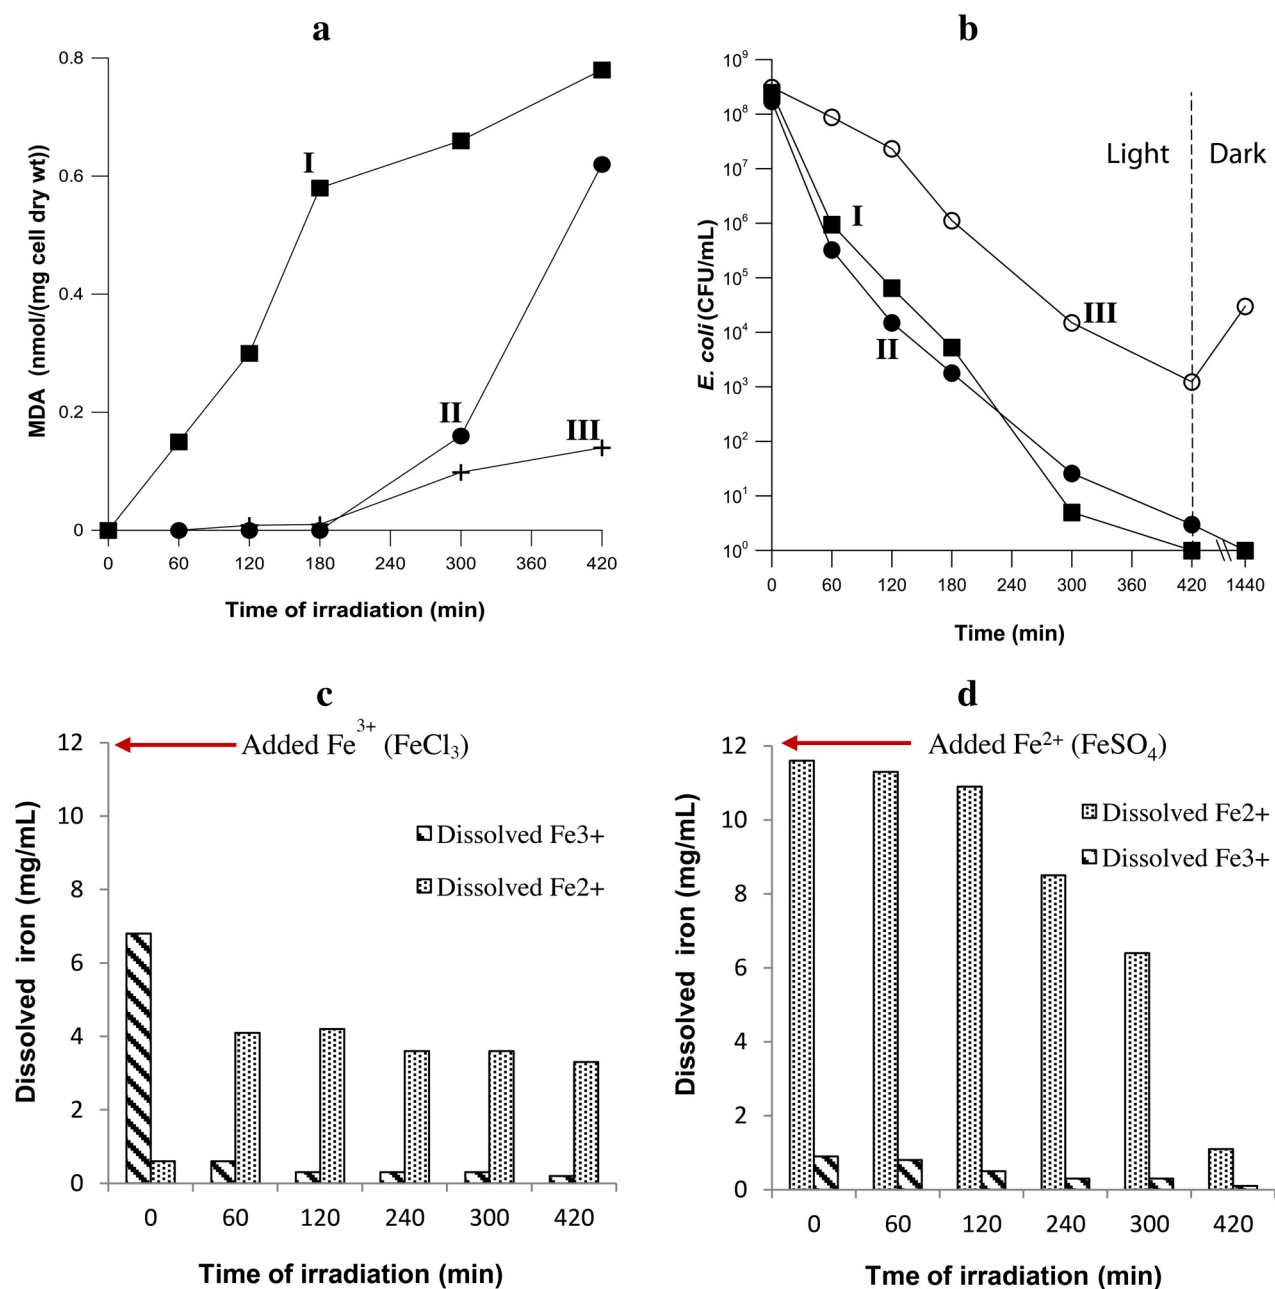 a
0.8
0.6
0.4
0.2
0
MDA (nmol/(mg cell dry wt))
I
II
III
0 60 120 180 240 300 360 420
Time of irradiation (min)
b
10⁹
10⁸
10⁷
10⁶
10⁵
10⁴
10³
10²
10¹
10⁰
E. coli (CFU/mL)
Light Dark
I
II
III
0 60 120 180 240 300 360 420 1440
Time (min)
c
Added Fe³⁺ (FeCl₃)
12
10
8
6
4
2
0
Dissolved iron (mg/mL)
Dissolved Fe3+
Dissolved Fe2+
0 60 120 240 300 420
Time of irradiation (min)
d
Added Fe²⁺ (FeSO₄)
12
10
8
6
4
2
0
Dissolved iron (mg/mL)
Dissolved Fe2+
Dissolved Fe3+
0 60 120 240 300 420
Tme of irradiation (min)